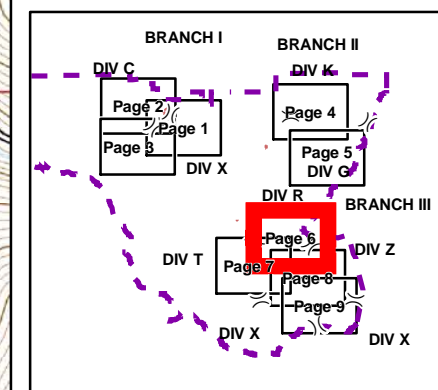 BRANCH I
BRANCH II
DIV C
DIV K
Page 2
Page 4
Page 1
Page 3
Page 5
DIV X
DIV G
DIV R
BRANCH III
Page 6
DIV Z
DIV T
Page 7
Page 8
Page 9
DIV X
DIV X